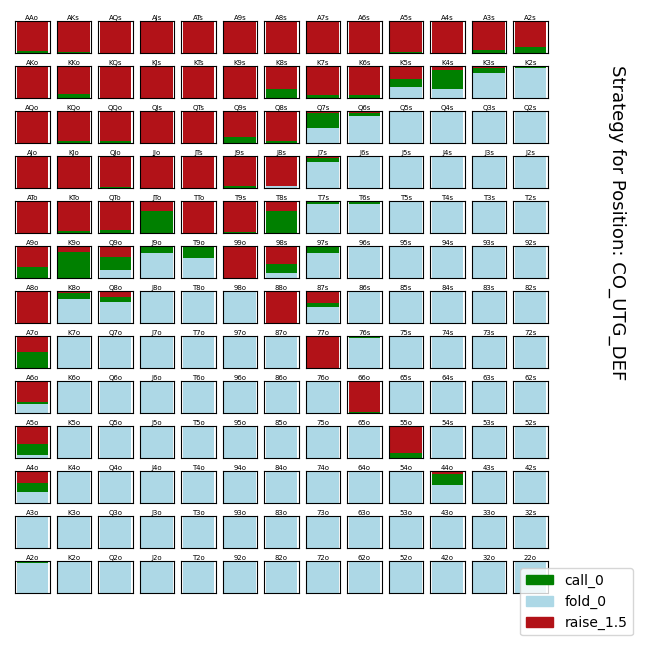 AAo AKs AQs AJs ATs A9s A8s A7s A6s A5s A4s A3s A2s
AKo KKo KQs KJs KTs K9s K8s K7s K6s K5s K4s K3s K2s
AQo KQo QQo QJs QTs Q9s Q8s Q7s Q6s Q5s Q4s Q3s Q2s
AJo KJo QJo JJo JTs J9s J8s J7s J6s J5s J4s J3s J2s
ATo KTo QTo JTo TTo T9s T8s T7s T6s T5s T4s T3s T2s
A9o K9o Q9o J9o T9o 99o 98s 97s 96s 95s 94s 93s 92s
A8o K8o Q8o J8o T8o 98o 88o 87s 86s 85s 84s 83s 82s
A7o K7o Q7o J7o T7o 97o 87o 77o 76s 75s 74s 73s 72s
A6o K6o Q6o J6o T6o 96o 86o 76o 66o 65s 64s 63s 62s
A5o K5o Q5o J5o T5o 95o 85o 75o 65o 55o 54s 53s 52s
A4o K4o Q4o J4o T4o 94o 84o 74o 64o 54o 44o 43s 42s
A3o K3o Q3o J3o T3o 93o 83o 73o 63o 53o 43o 33o 32s
A2o K2o Q2o J2o T2o 92o 82o 72o 62o 52o 42o 32o 22o
Strategy for Position: CO_UTG_DEF
call_0
fold_0
raise_1.5